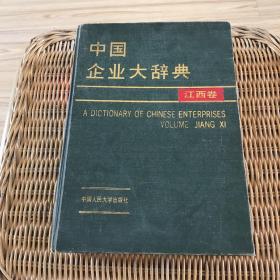 中国
企业大辞典
江西卷
A DICTIONARY OF CHINESE ENTERPRISES
VOLUME JIANG XI
中国人民大学出版社